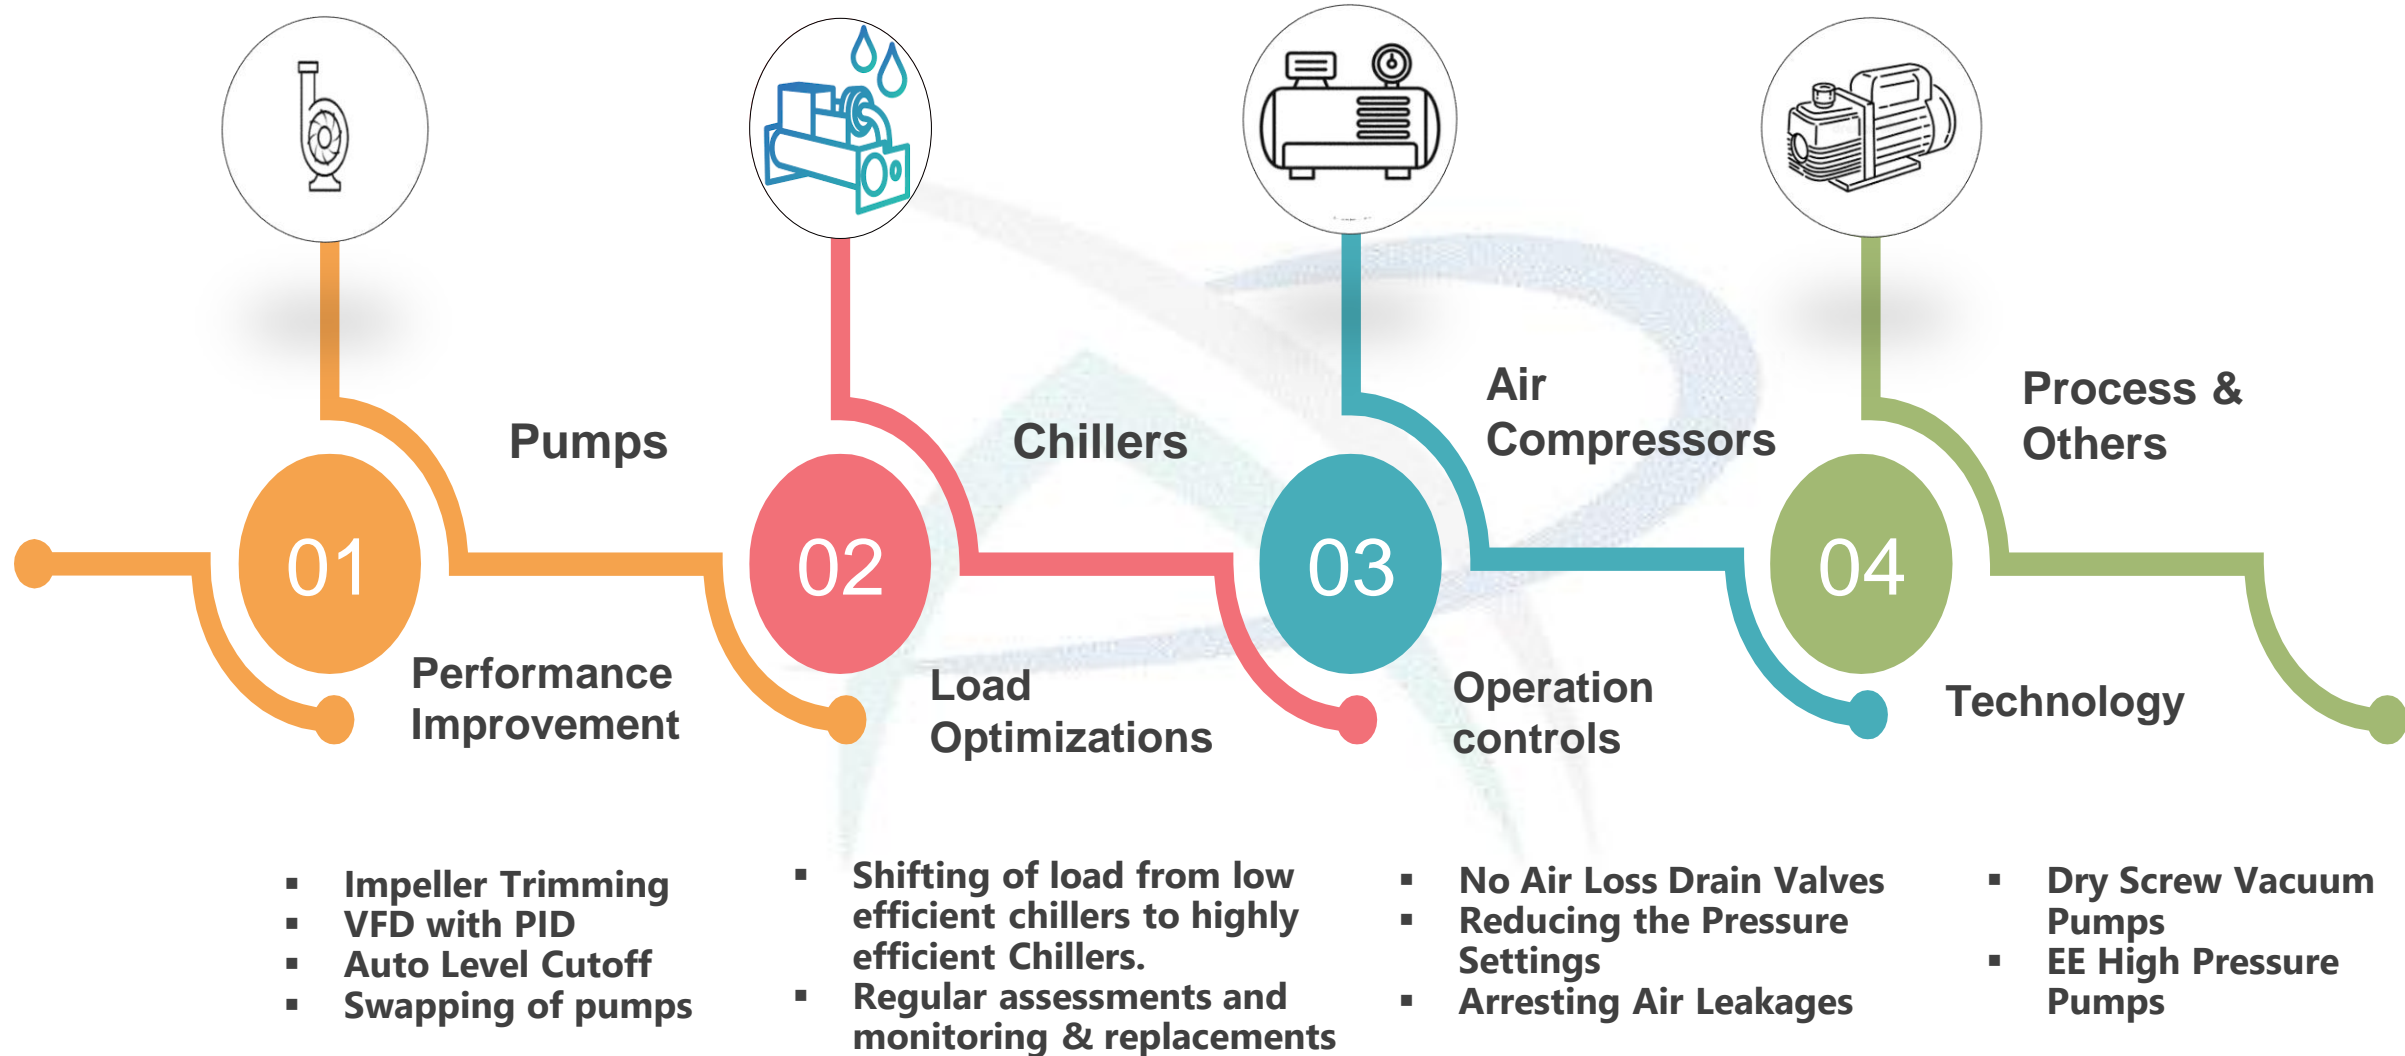 Pumps
01
Performance
Improvement
▪ Impeller Trimming
▪ VFD with PID
▪ Auto Level Cutoff
▪ Swapping of pumps
Chillers
02
Load
Optimizations
▪ Shifting of load from low
efficient chillers to highly
efficient Chillers.
▪ Regular assessments and
monitoring & replacements
Air
Compressors
03
Operation
controls
▪ No Air Loss Drain Valves
▪ Reducing the Pressure
Settings
▪ Arresting Air Leakages
Process &
Others
04
Technology
▪ Dry Screw Vacuum
Pumps
▪ EE High Pressure
Pumps